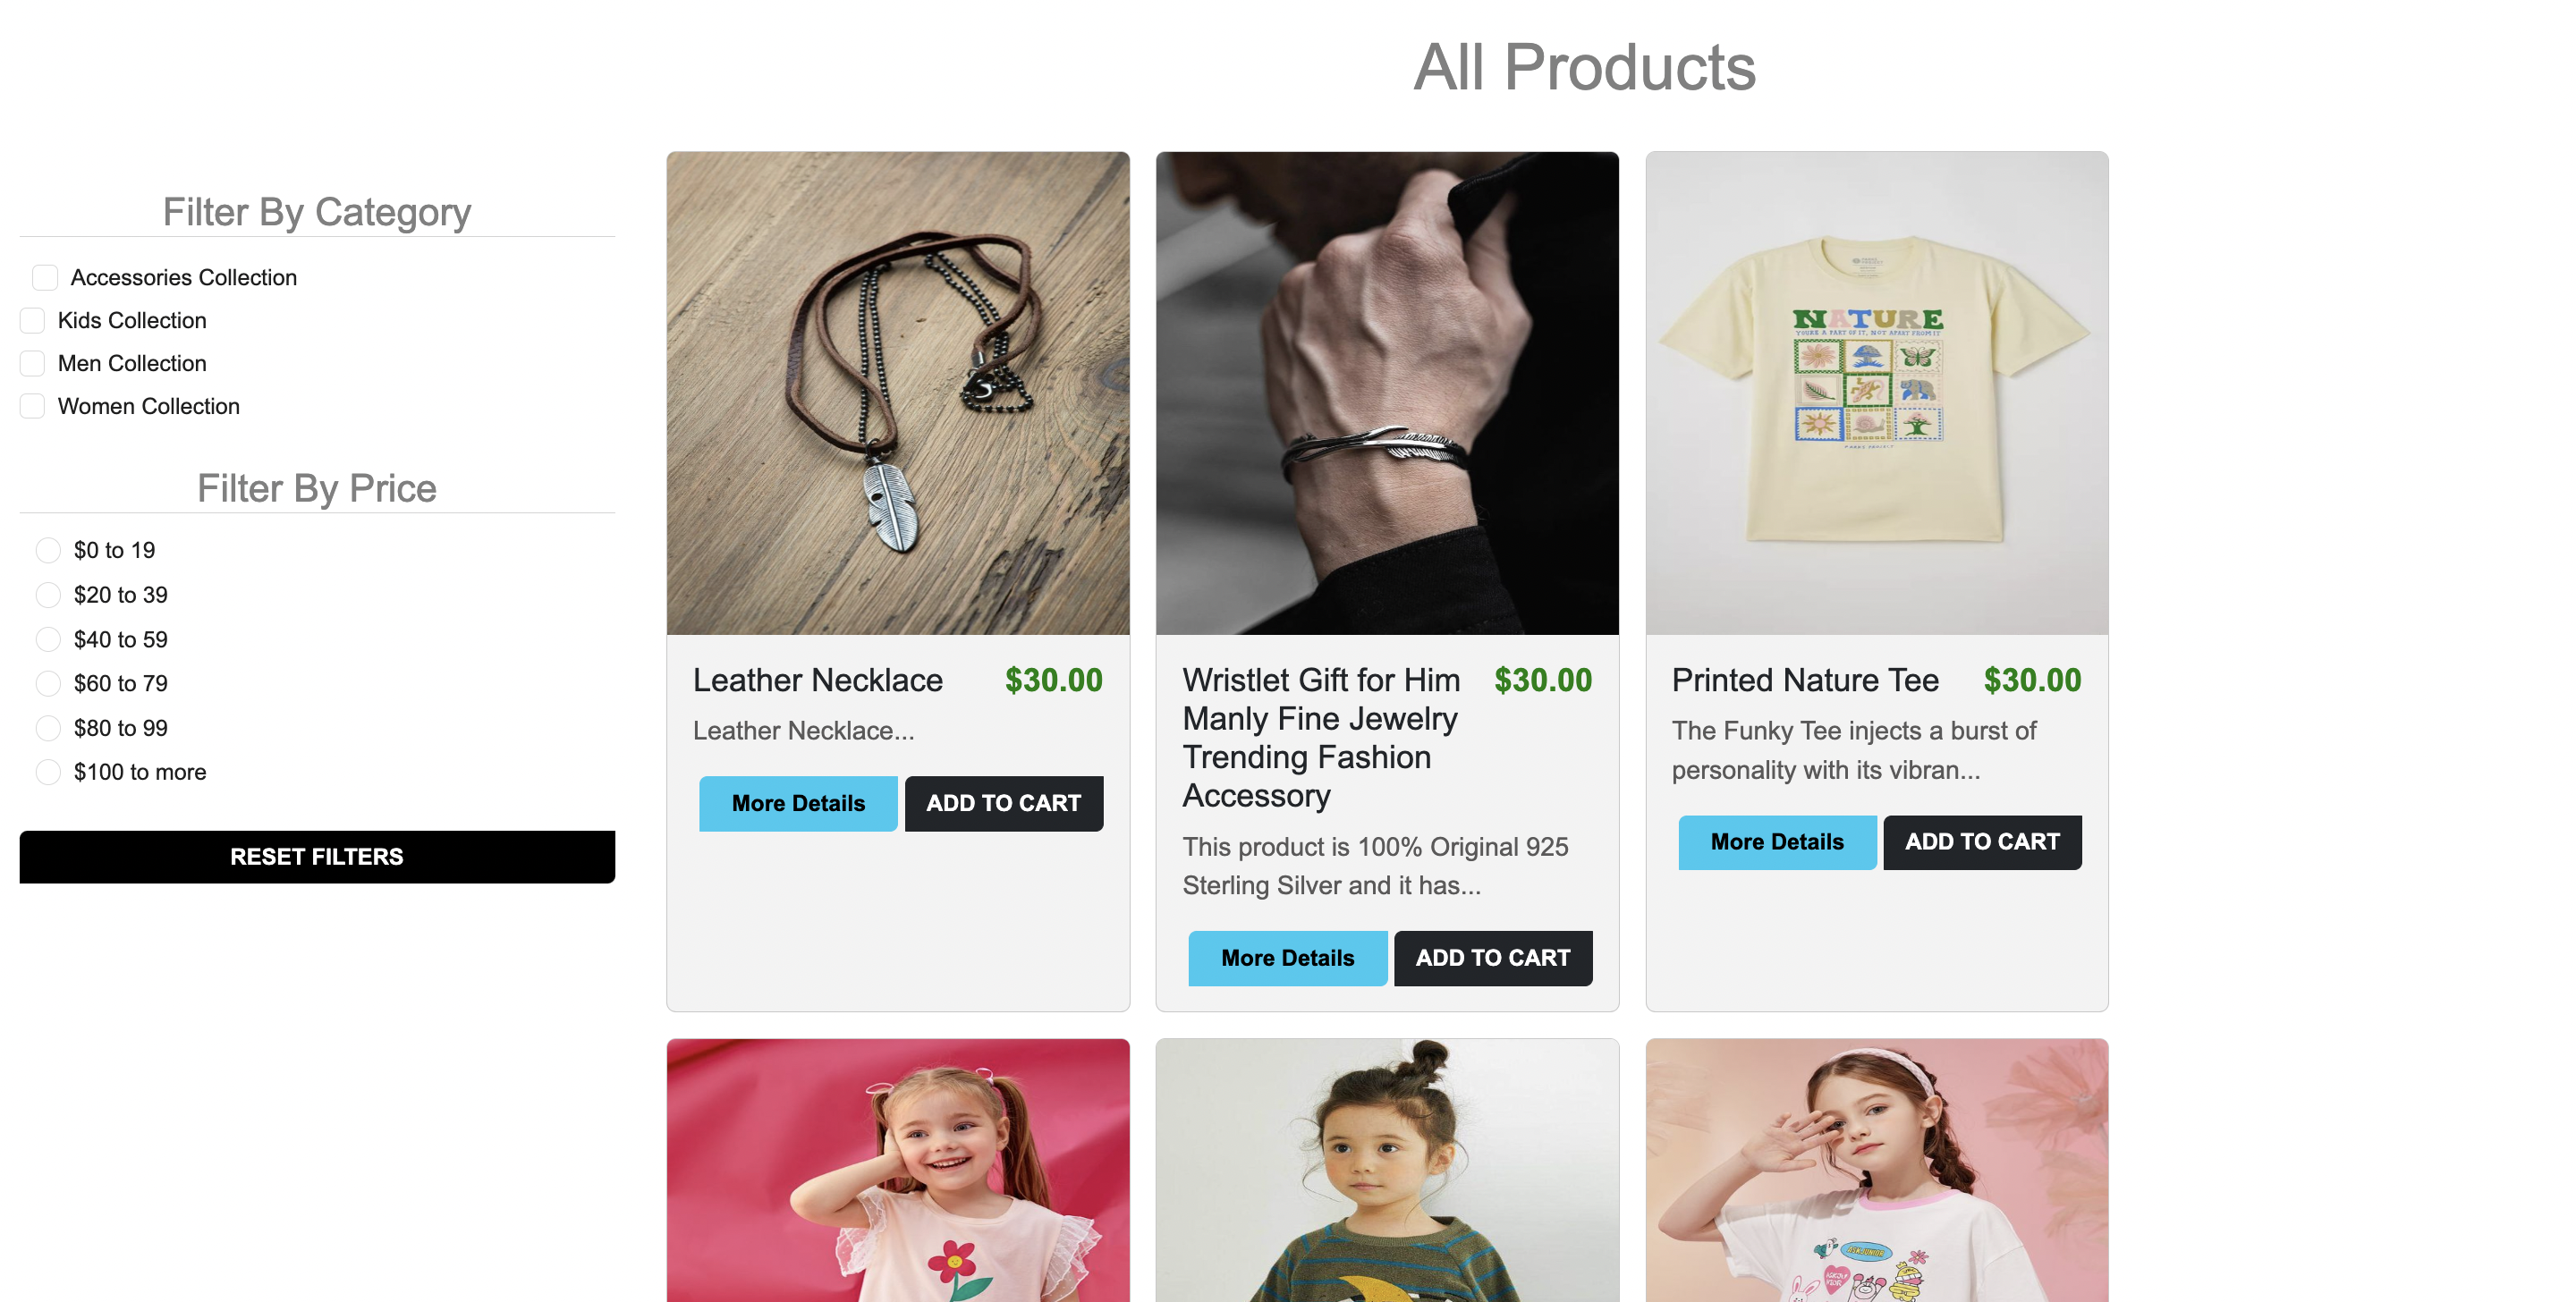 All Products
Filter By Category
Accessories Collection
Kids Collection
Men Collection
Women Collection
Filter By Price
$0 to 19
$20 to 39
$40 to 59
$60 to 79
$80 to 99
$100 to more
RESET FILTERS
Leather Necklace $30.00
Leather Necklace...
More Details ADD TO CART
Wristlet Gift for Him $30.00
Manly Fine Jewelry
Trending Fashion
Accessory
This product is 100% Original 925
Sterling Silver and it has...
More Details ADD TO CART
NATURE
YOU'RE A PART OF IT, NOT APART FROM IT
PARKS PROJECT
Printed Nature Tee $30.00
The Funky Tee injects a burst of
personality with its vibran...
More Details ADD TO CART